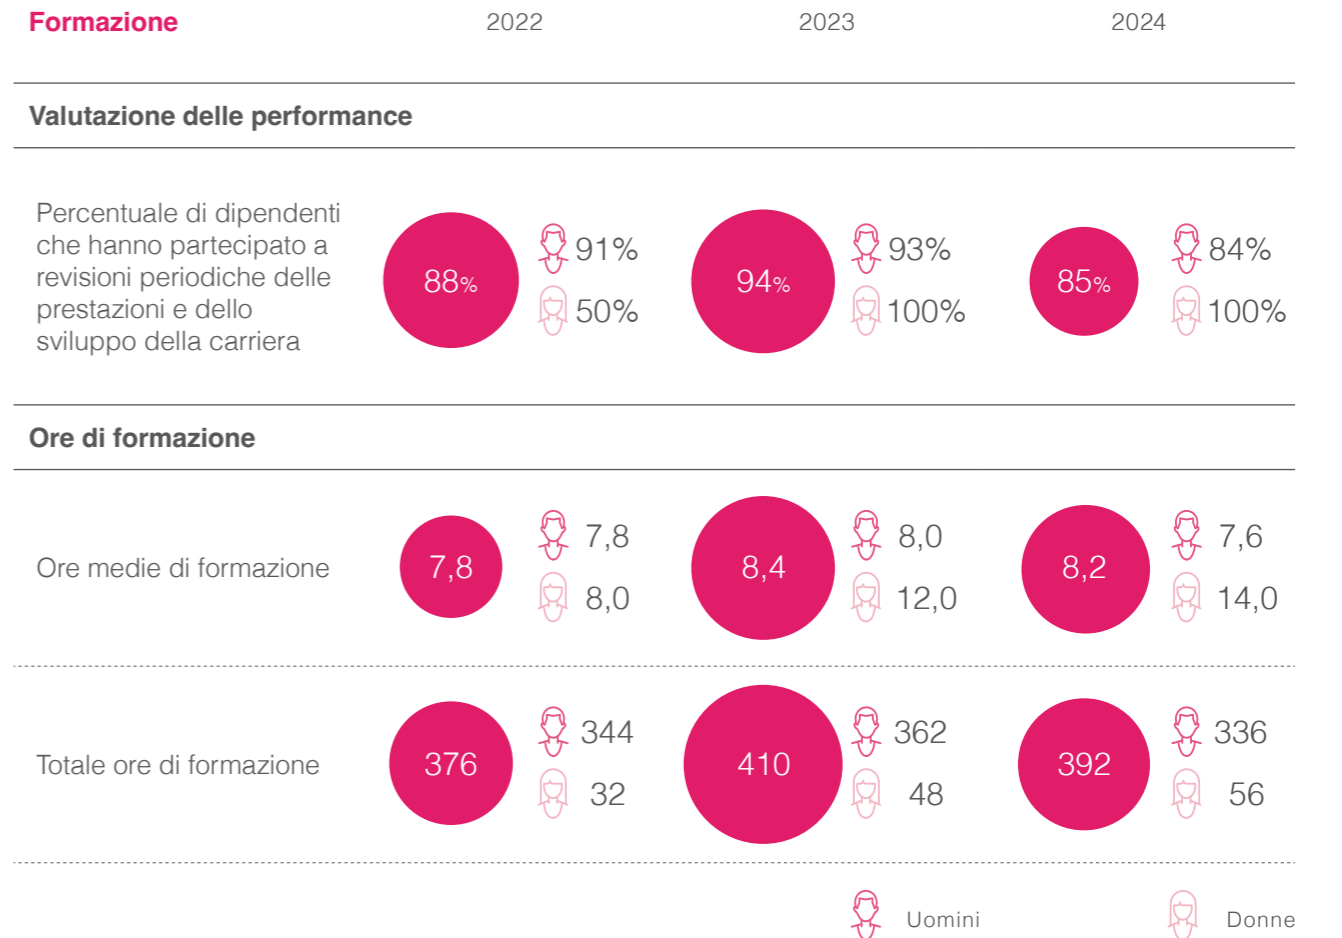 Formazione 2022 2023 2024
Valutazione delle performance
Percentuale di dipendenti
che hanno partecipato a
revisioni periodiche delle
prestazioni e dello
sviluppo della carriera
88% 91% 50%
94% 93% 100%
85% 84% 100%
Ore di formazione
Ore medie di formazione
7,8 7,8 8,0
8,4 8,0 12,0
8,2 7,6 14,0
Totale ore di formazione
376 344 32
410 362 48
392 336 56
Uomini Donne